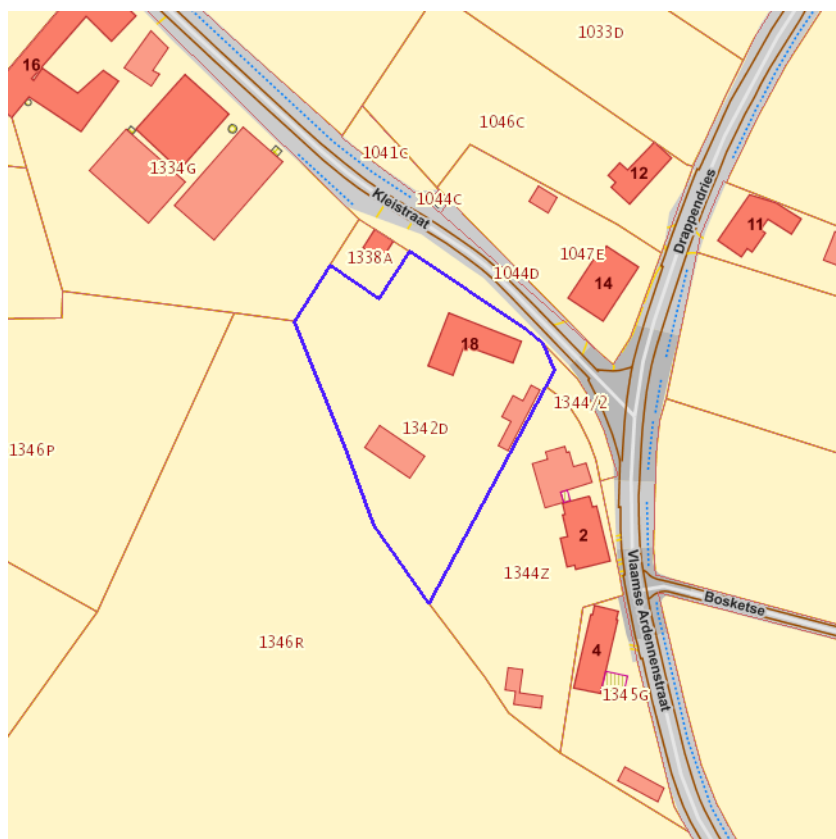 1033D
16
1046C
1041C
1334G
12
Kleistraat
1044C
Drappendries
11
1338A
1044D
1047E
14
18
1344/2
1342D
1346P
2
1344Z
Vlaamse Ardennenstraat
Bosketse
1346R
4
1345G